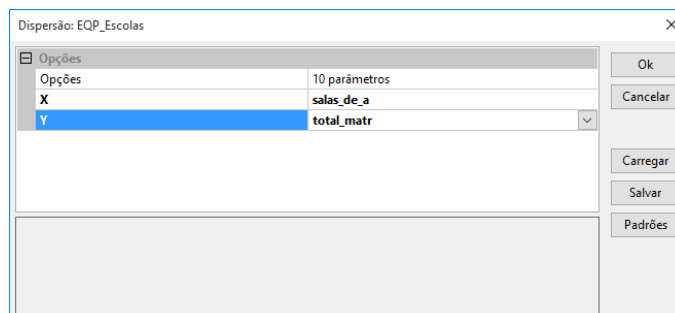 Dispersão: EQP_Escolas
Opções
Opções 10 parâmetros
X salas_de_a
Y total_matr
Ok
Cancelar
Carregar
Salvar
Padrões